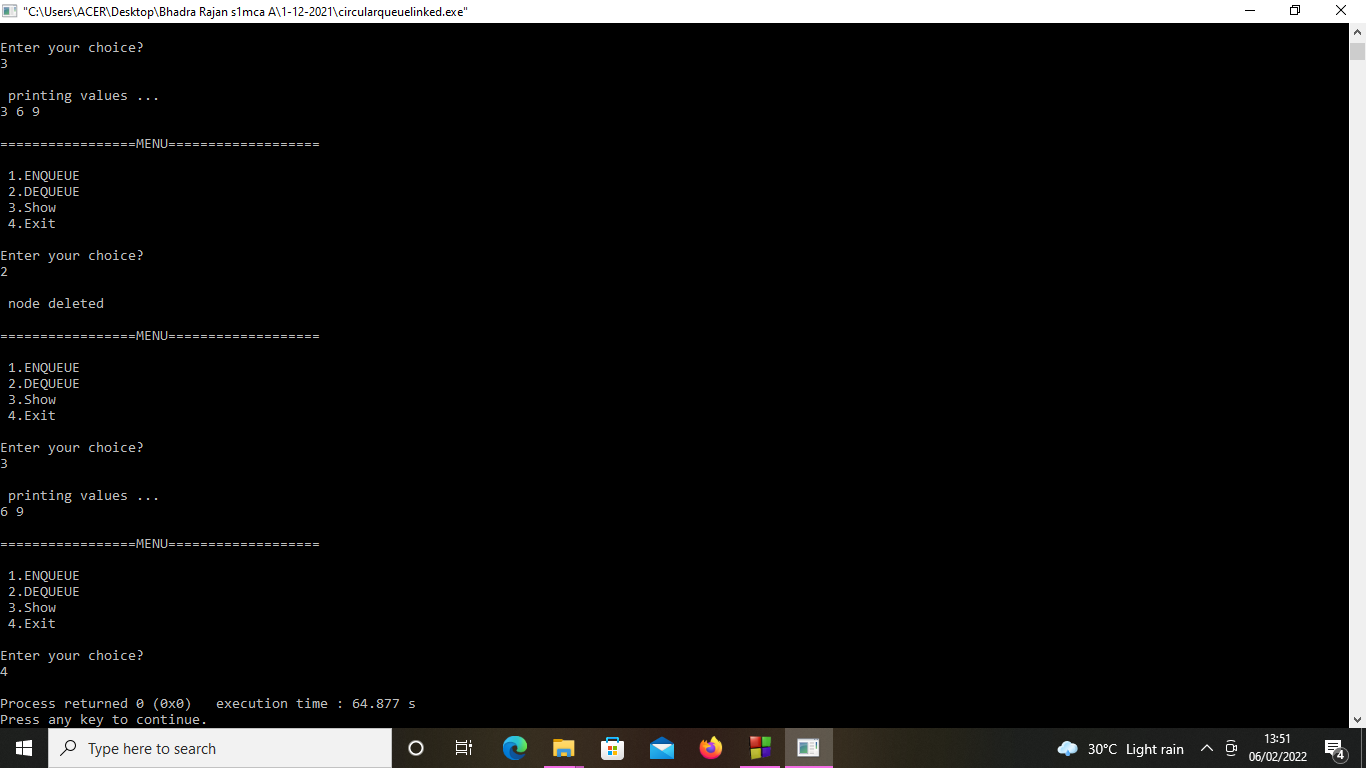 "C:\Users\ACER\Desktop\Bhadra Rajan s1mca A\1-12-2021\circularqueuelinked.exe"
Enter your choice?
3
printing values ...
3 6 9
=================MENU===================
1.ENQUEUE
2.DEQUEUE
3.Show
4.Exit
Enter your choice?
2
node deleted
=================MENU===================
1.ENQUEUE
2.DEQUEUE
3.Show
4.Exit
Enter your choice?
3
printing values ...
6 9
=================MENU===================
1.ENQUEUE
2.DEQUEUE
3.Show
4.Exit
Enter your choice?
4
Process returned 0 (0x0)   execution time : 64.877 s
Press any key to continue.
Type here to search
30°C Light rain
13:51
06/02/2022
4